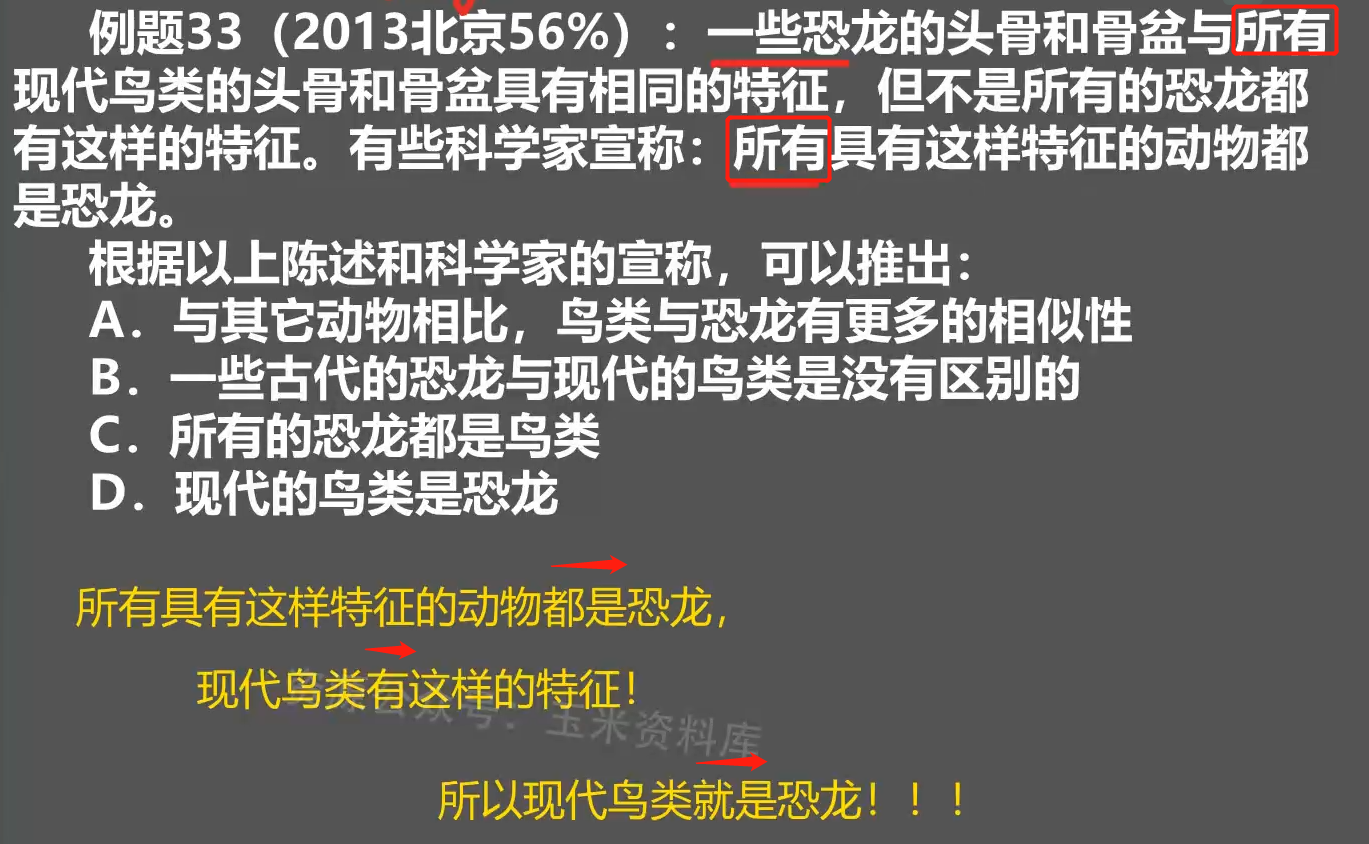 例题33（2013北京56%）：一些恐龙的头骨和骨盆与所有
现代鸟类的头骨和骨盆具有相同的特征，但不是所有的恐龙都
有这样的特征。有些科学家宣称：所有具有这样特征的动物都
是恐龙。
根据以上陈述和科学家的宣称，可以推出：
A．与其它动物相比，鸟类与恐龙有更多的相似性
B．一些古代的恐龙与现代的鸟类是没有区别的
C．所有的恐龙都是鸟类
D．现代的鸟类是恐龙
所有具有这样特征的动物都是恐龙，
现代鸟类有这样的特征！
公众号：玉米资料库
所以现代鸟类就是恐龙！！！